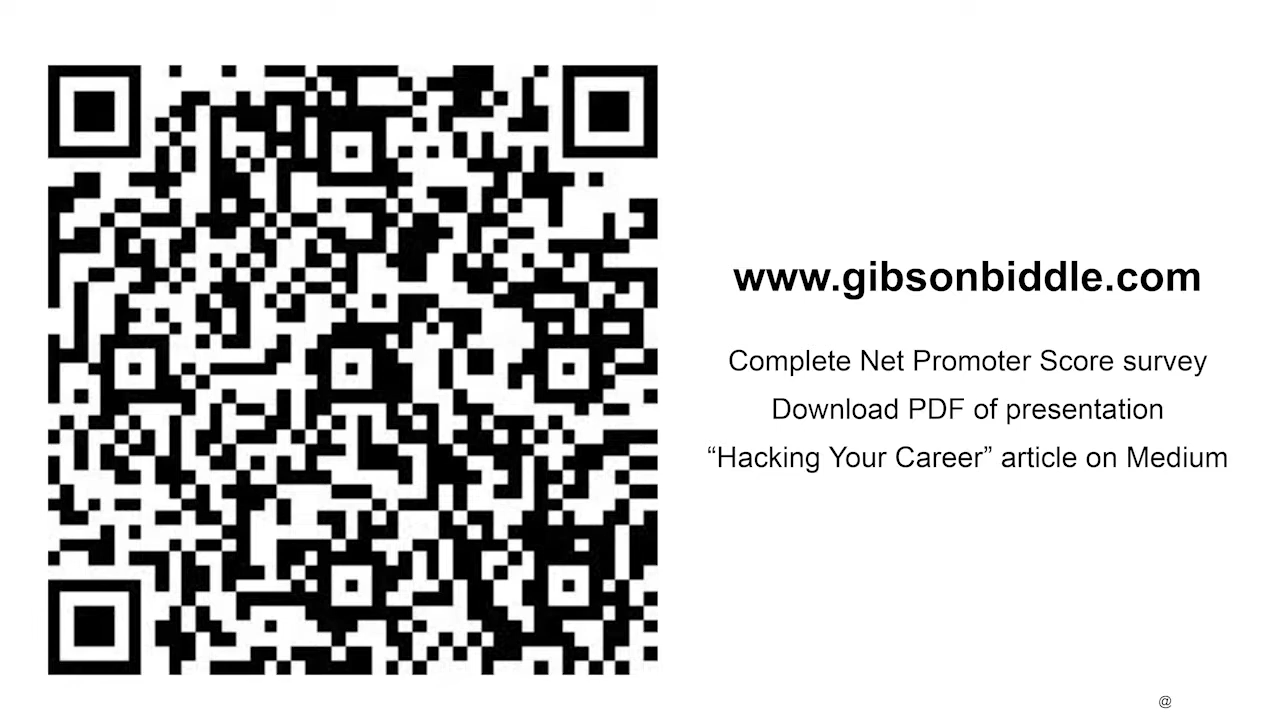 www.gibsonbiddle.com
Complete Net Promoter Score survey
Download PDF of presentation
“Hacking Your Career” article on Medium
@